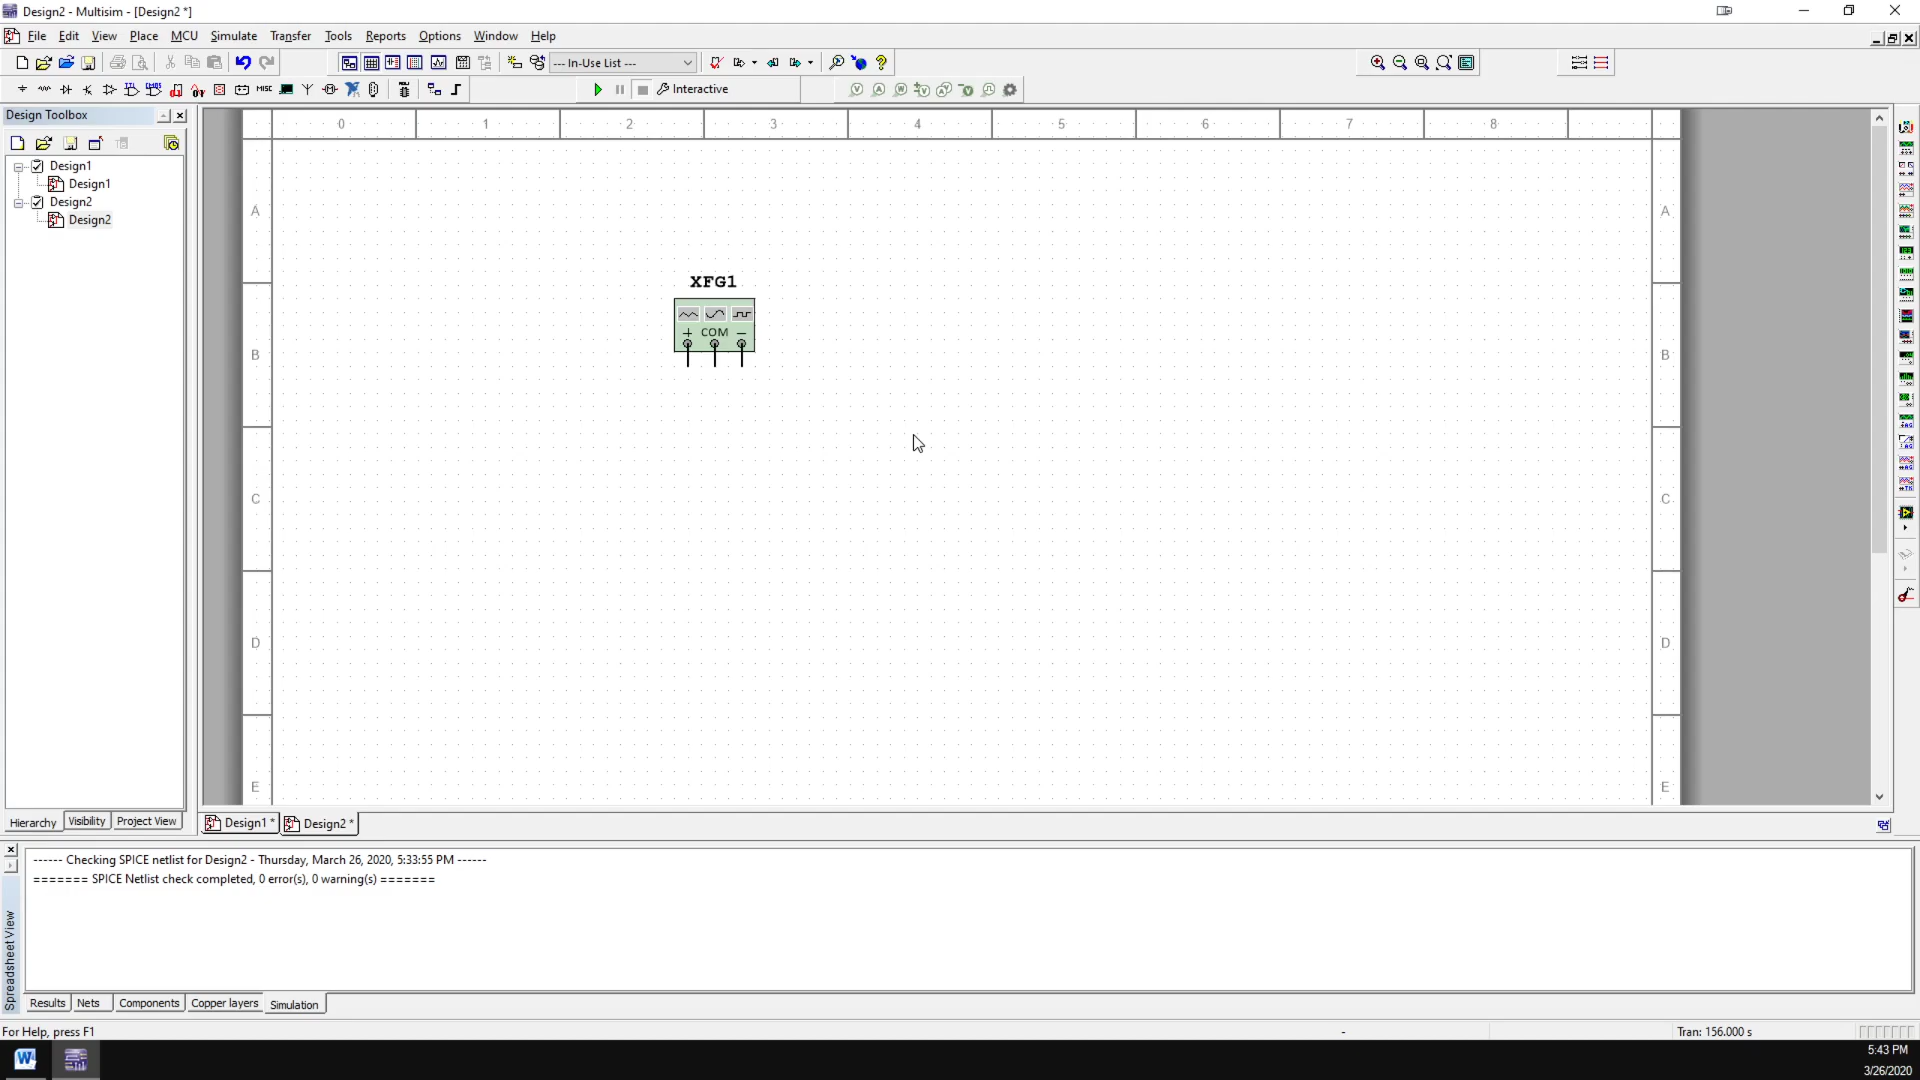 Design2 - Multisim - [Design2 *]
File Edit View Place MCU Simulate Transfer Tools Reports Options Window Help
--- In-Use List ---
Interactive
Design Toolbox
Design1
Design1
Design2
Design2
Hierarchy Visibility Project View
0 1 2 3 4 5 6 7 8
A A
B B
C C
D D
E E
XFG1
+ COM −
Design1 * Design2 *
------ Checking SPICE netlist for Design2 - Thursday, March 26, 2020, 5:33:55 PM ------
======= SPICE Netlist check completed, 0 error(s), 0 warning(s) =======
Spreadsheet View
Results Nets Components Copper layers Simulation
For Help, press F1 - Tran: 156.000 s
5:43 PM
3/26/2020